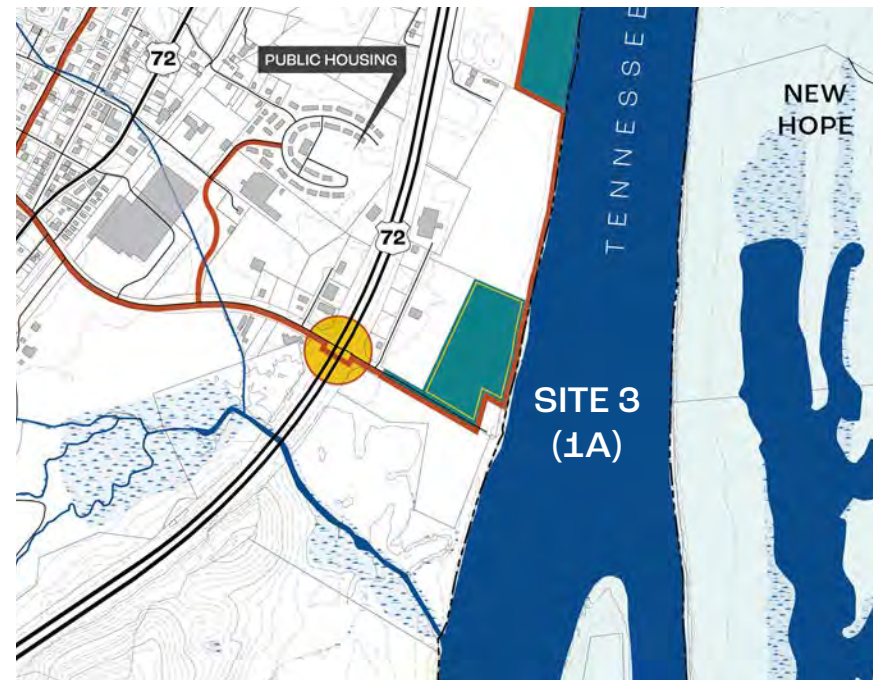 72
PUBLIC HOUSING
72
TENNESSEE
NEW
HOPE
SITE 3
(1A)